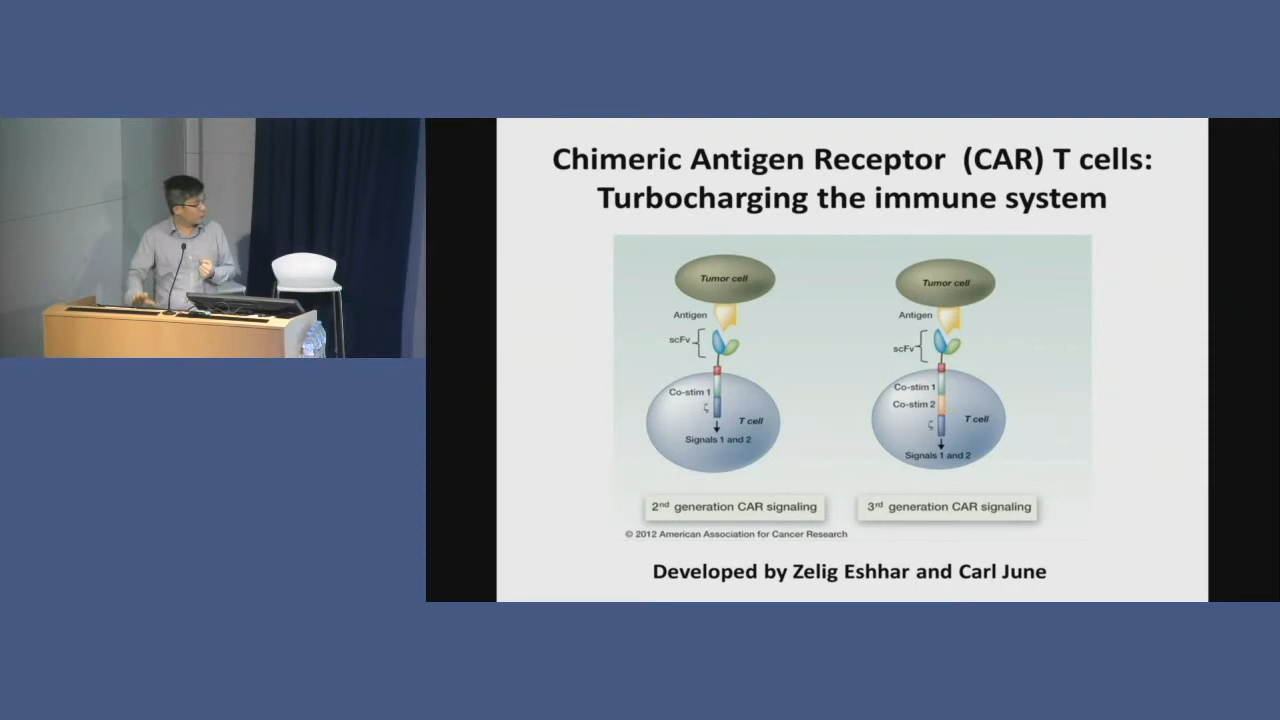 Chimeric Antigen Receptor (CAR) T cells:
Turbocharging the immune system
Tumor cell
Antigen
scFv
Co-stim 1
ζ
T cell
Signals 1 and 2
2nd generation CAR signaling
Tumor cell
Antigen
scFv
Co-stim 1
Co-stim 2
ζ
T cell
Signals 1 and 2
3rd generation CAR signaling
© 2012 American Association for Cancer Research
Developed by Zelig Eshhar and Carl June